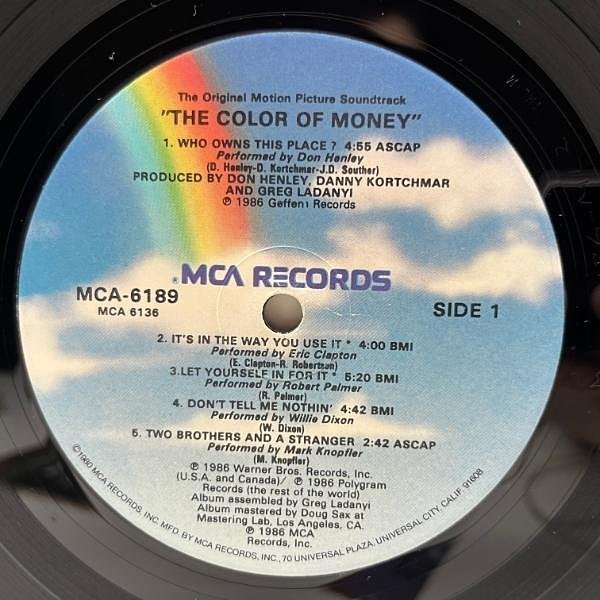 The Original Motion Picture Soundtrack
"THE COLOR OF MONEY"
1. WHO OWNS THIS PLACE? 4:55 ASCAP
Performed by Don Henley
(D. Henley-D. Kortchmar-J.D. Souther)
PRODUCED BY DON HENLEY, DANNY KORTCHMAR
AND GREG LADANYI
℗ 1986 Geffen Records
® MCA RECORDS
MCA-6189
MCA 6136
SIDE 1
2. IT'S IN THE WAY YOU USE IT * 4:00 BMI
Performed by Eric Clapton
(E. Clapton-R. Robertson)
3.LET YOURSELF IN FOR IT * 5:20 BMI
Performed by Robert Palmer
(R. Palmer)
4. DON'T TELL ME NOTHIN' 4:42 BMI
Performed by Willie Dixon
(W. Dixon)
5. TWO BROTHERS AND A STRANGER 2:42 ASCAP
Performed by Mark Knopfler
(M. Knopfler)
℗ 1986 Warner Bros. Records, Inc.
(U.S.A. and Canada)/ ℗ 1986 Polygram
Records (the rest of the world)
Album assembled by Greg Ladanyi
Album mastered by Doug Sax at
Mastering Lab, Los Angeles, CA.
℗ 1986 MCA
Records, Inc.
©1980 MCA RECORDS, INC. MFD. BY MCA RECORDS, INC., 70 UNIVERSAL PLAZA, UNIVERSAL CITY, CALIF. 91608